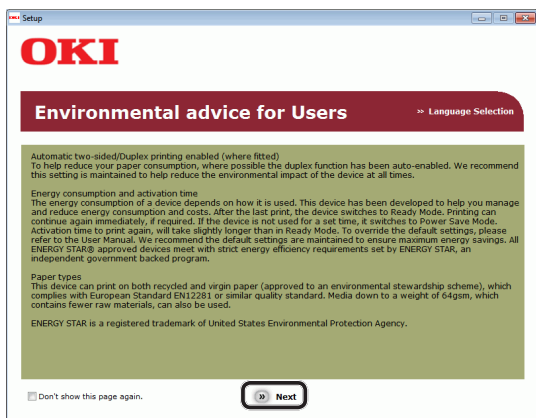 OKI Setup
OKI
Environmental advice for Users
» Language Selection
Automatic two-sided/Duplex printing enabled (where fitted)
To help reduce your paper consumption, where possible the duplex function has been auto-enabled. We recommend
this setting is maintained to help reduce the environmental impact of the device at all times.
Energy consumption and activation time
The energy consumption of a device depends on how it is used. This device has been developed to help you manage
and reduce energy consumption and costs. After the last print, the device switches to Ready Mode. Printing can
continue again immediately, if required. If the device is not used for a set time, it switches to Power Save Mode.
Activation time to print again, will take slightly longer than in Ready Mode. To override the default settings, please
refer to the User Manual. We recommend the default settings are maintained to ensure maximum energy savings. All
ENERGY STAR® approved devices meet with strict energy efficiency requirements set by ENERGY STAR, an
independent government backed program.
Paper types
This device can print on both recycled and virgin paper (approved to an environmental stewardship scheme), which
complies with European Standard EN12281 or similar quality standard. Media down to a weight of 64gsm, which
contains fewer raw materials, can also be used.
ENERGY STAR is a registered trademark of United States Environmental Protection Agency.
Don't show this page again.
» Next